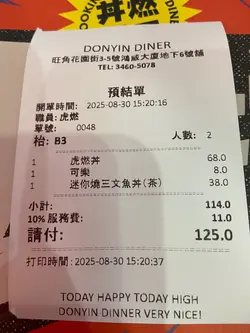 丼燃
DONYIN DINER
旺角花園街3-5號鴻威大廈地下6號舖
TEL: 3460-5078
預結單
開單時間: 2025-08-30 15:20:16
職員: 虎燃
單號: 0048
枱: B3 人數: 2
1 虎燃丼 68.0
1 可樂 8.0
1 迷你燒三文魚丼(茶) 38.0
小計: 114.0
10% 服務費: 11.0
請付: 125.0
打印時間: 2025-08-30 15:20:37
TODAY HAPPY TODAY HIGH
DONYIN DINNER VERY NICE!